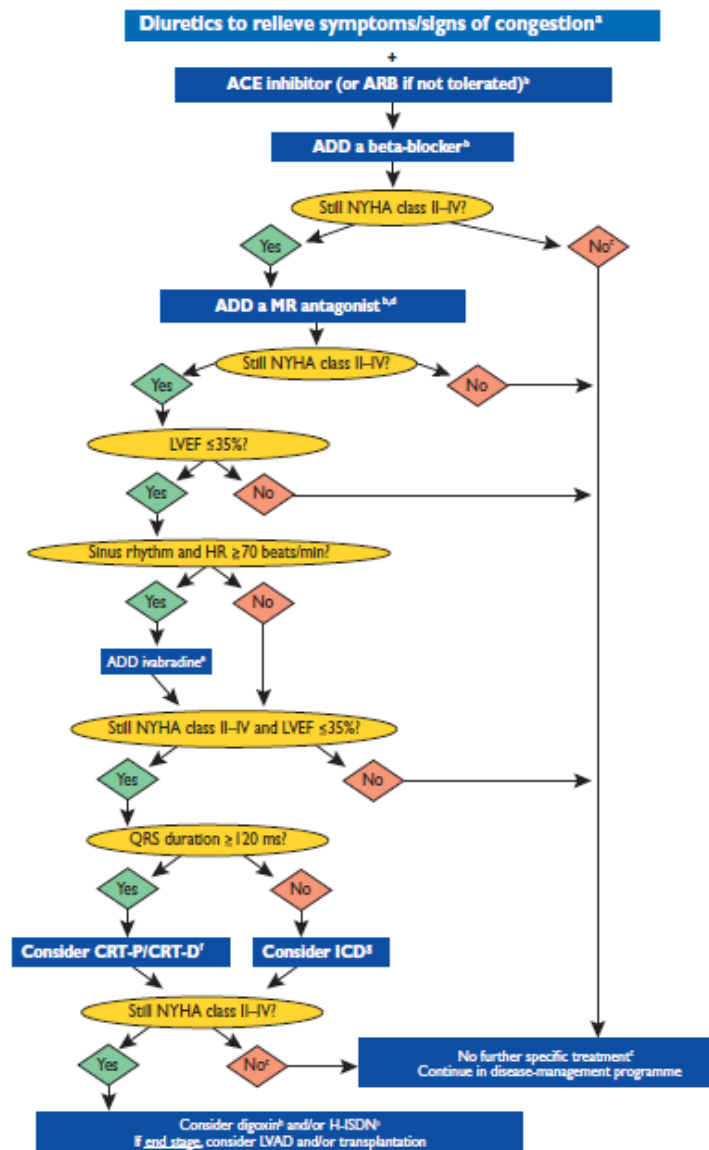 Diuretics to relieve symptoms/signs of congestionᵃ
+
ACE inhibitor (or ARB if not tolerated)ᵇ
ADD a beta-blockerᵇ
Still NYHA class II–IV?
Yes
Noᶜ
ADD a MR antagonistᵇ,ᵈ
Still NYHA class II–IV?
Yes
No
LVEF ≤35%?
Yes
No
Sinus rhythm and HR ≥70 beats/min?
Yes
No
ADD ivabradineᵉ
Still NYHA class II–IV and LVEF ≤35%?
Yes
No
QRS duration ≥120 ms?
Yes
No
Consider CRT-P/CRT-Dᶠ
Consider ICDᵍ
Still NYHA class II–IV?
Yes
Noᶜ
No further specific treatmentᶜ
Continue in disease-management programme
Consider digoxinʰ and/or H-ISDNⁱ
If end stage, consider LVAD and/or transplantation